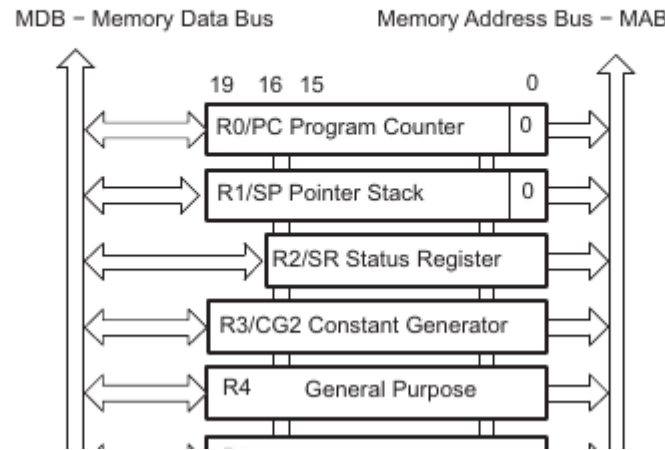 MDB – Memory Data Bus
Memory Address Bus – MAB
19 16 15 0
R0/PC Program Counter 0
R1/SP Pointer Stack 0
R2/SR Status Register
R3/CG2 Constant Generator
R4 General Purpose